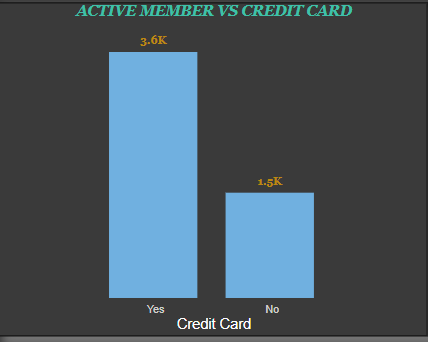 ACTIVE MEMBER VS CREDIT CARD
3.6K
1.5K
Yes No
Credit Card